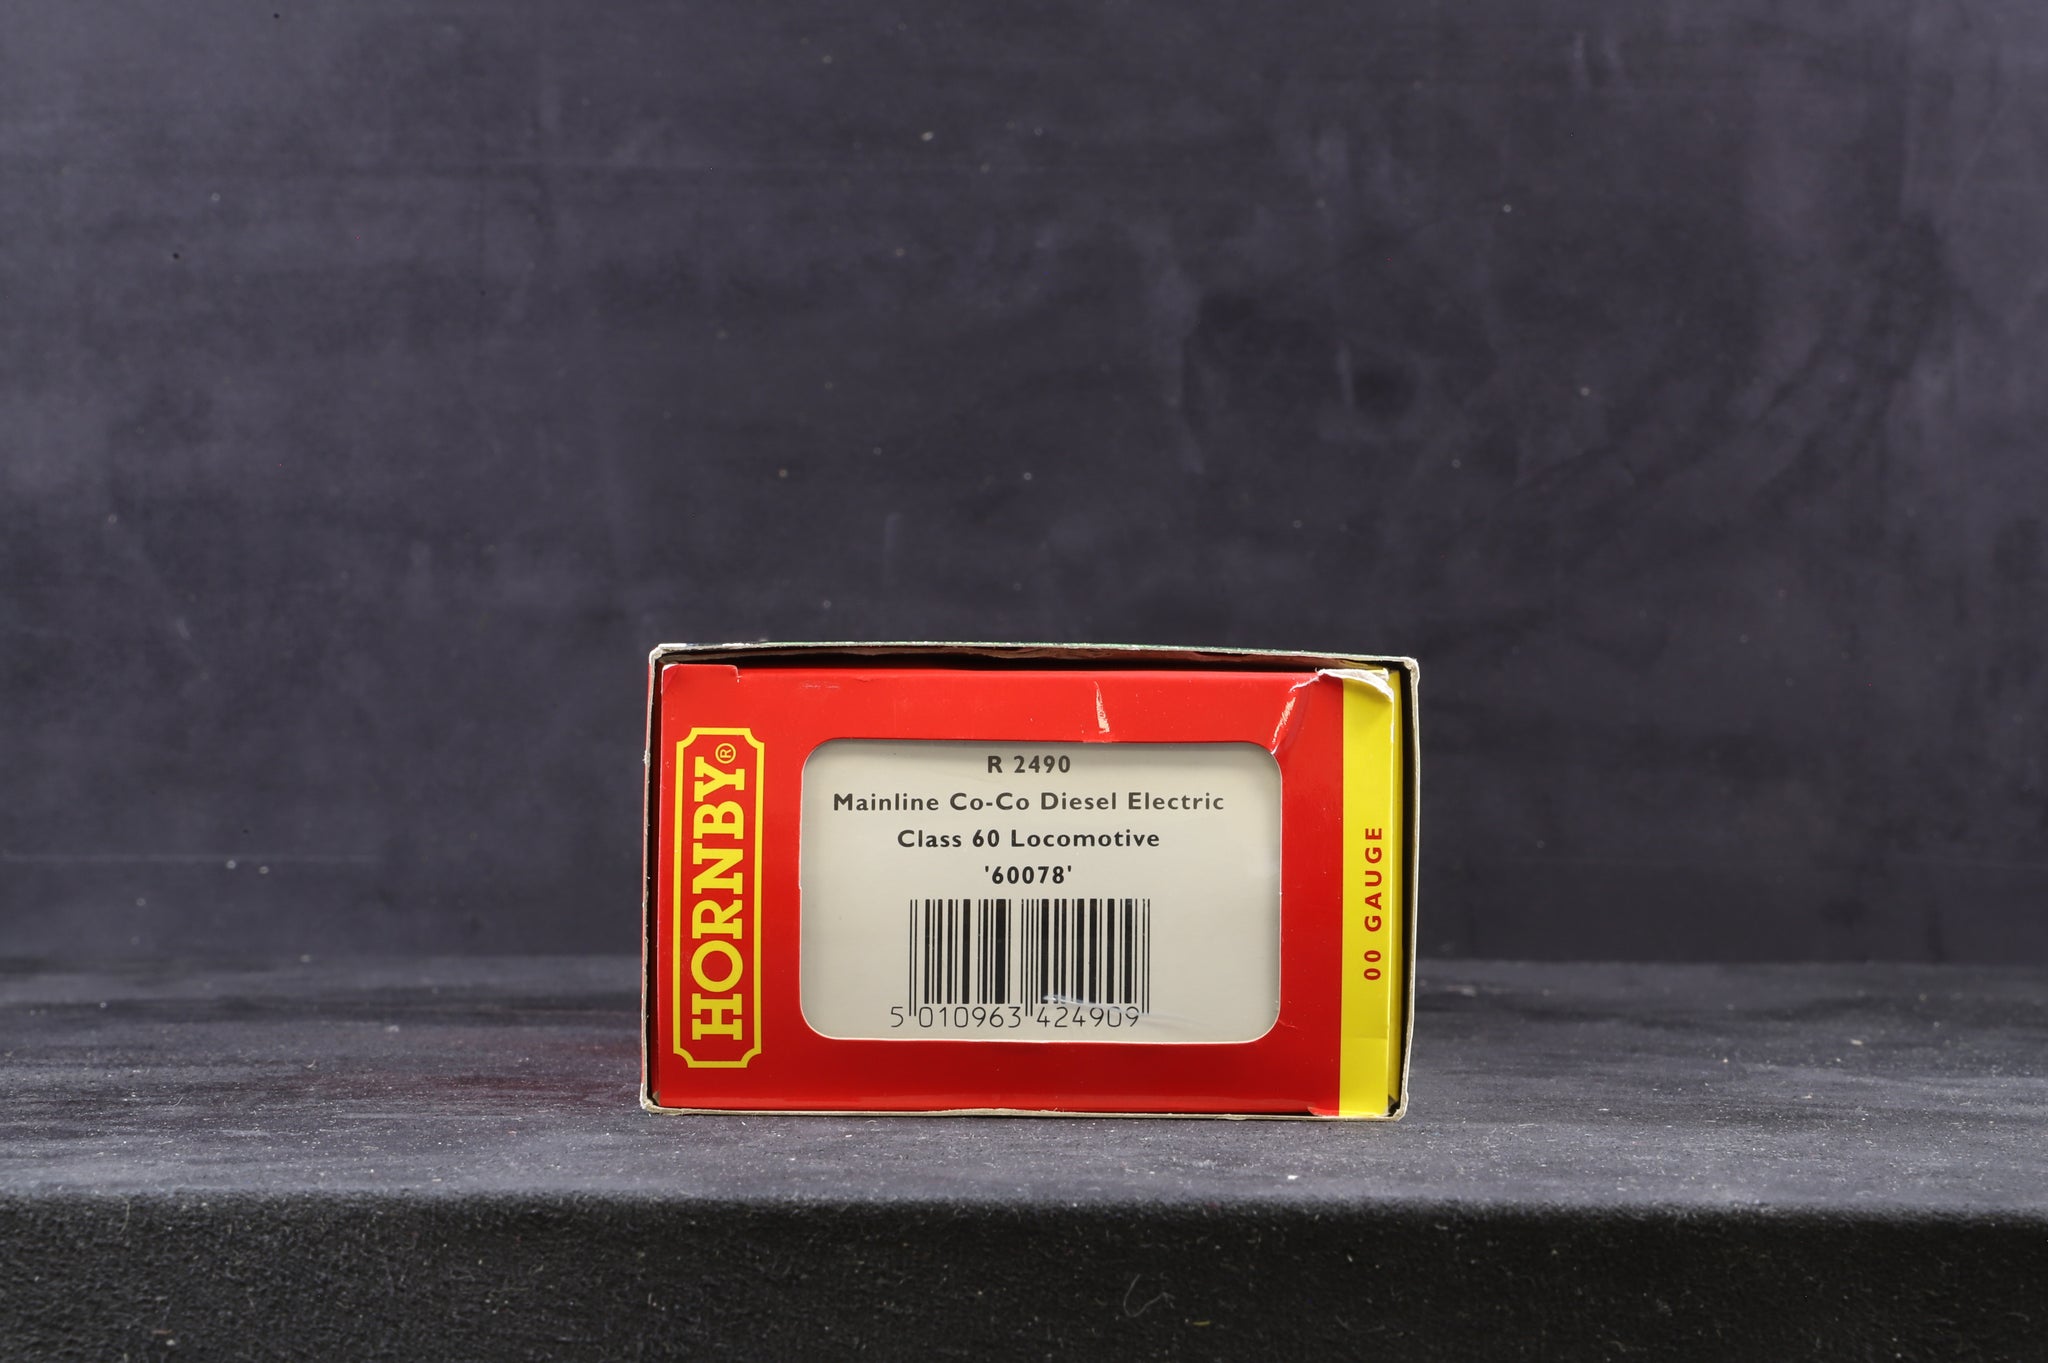 HORNBY®
R 2490
Mainline Co-Co Diesel Electric
Class 60 Locomotive
'60078'
5 010963 424909
00 GAUGE